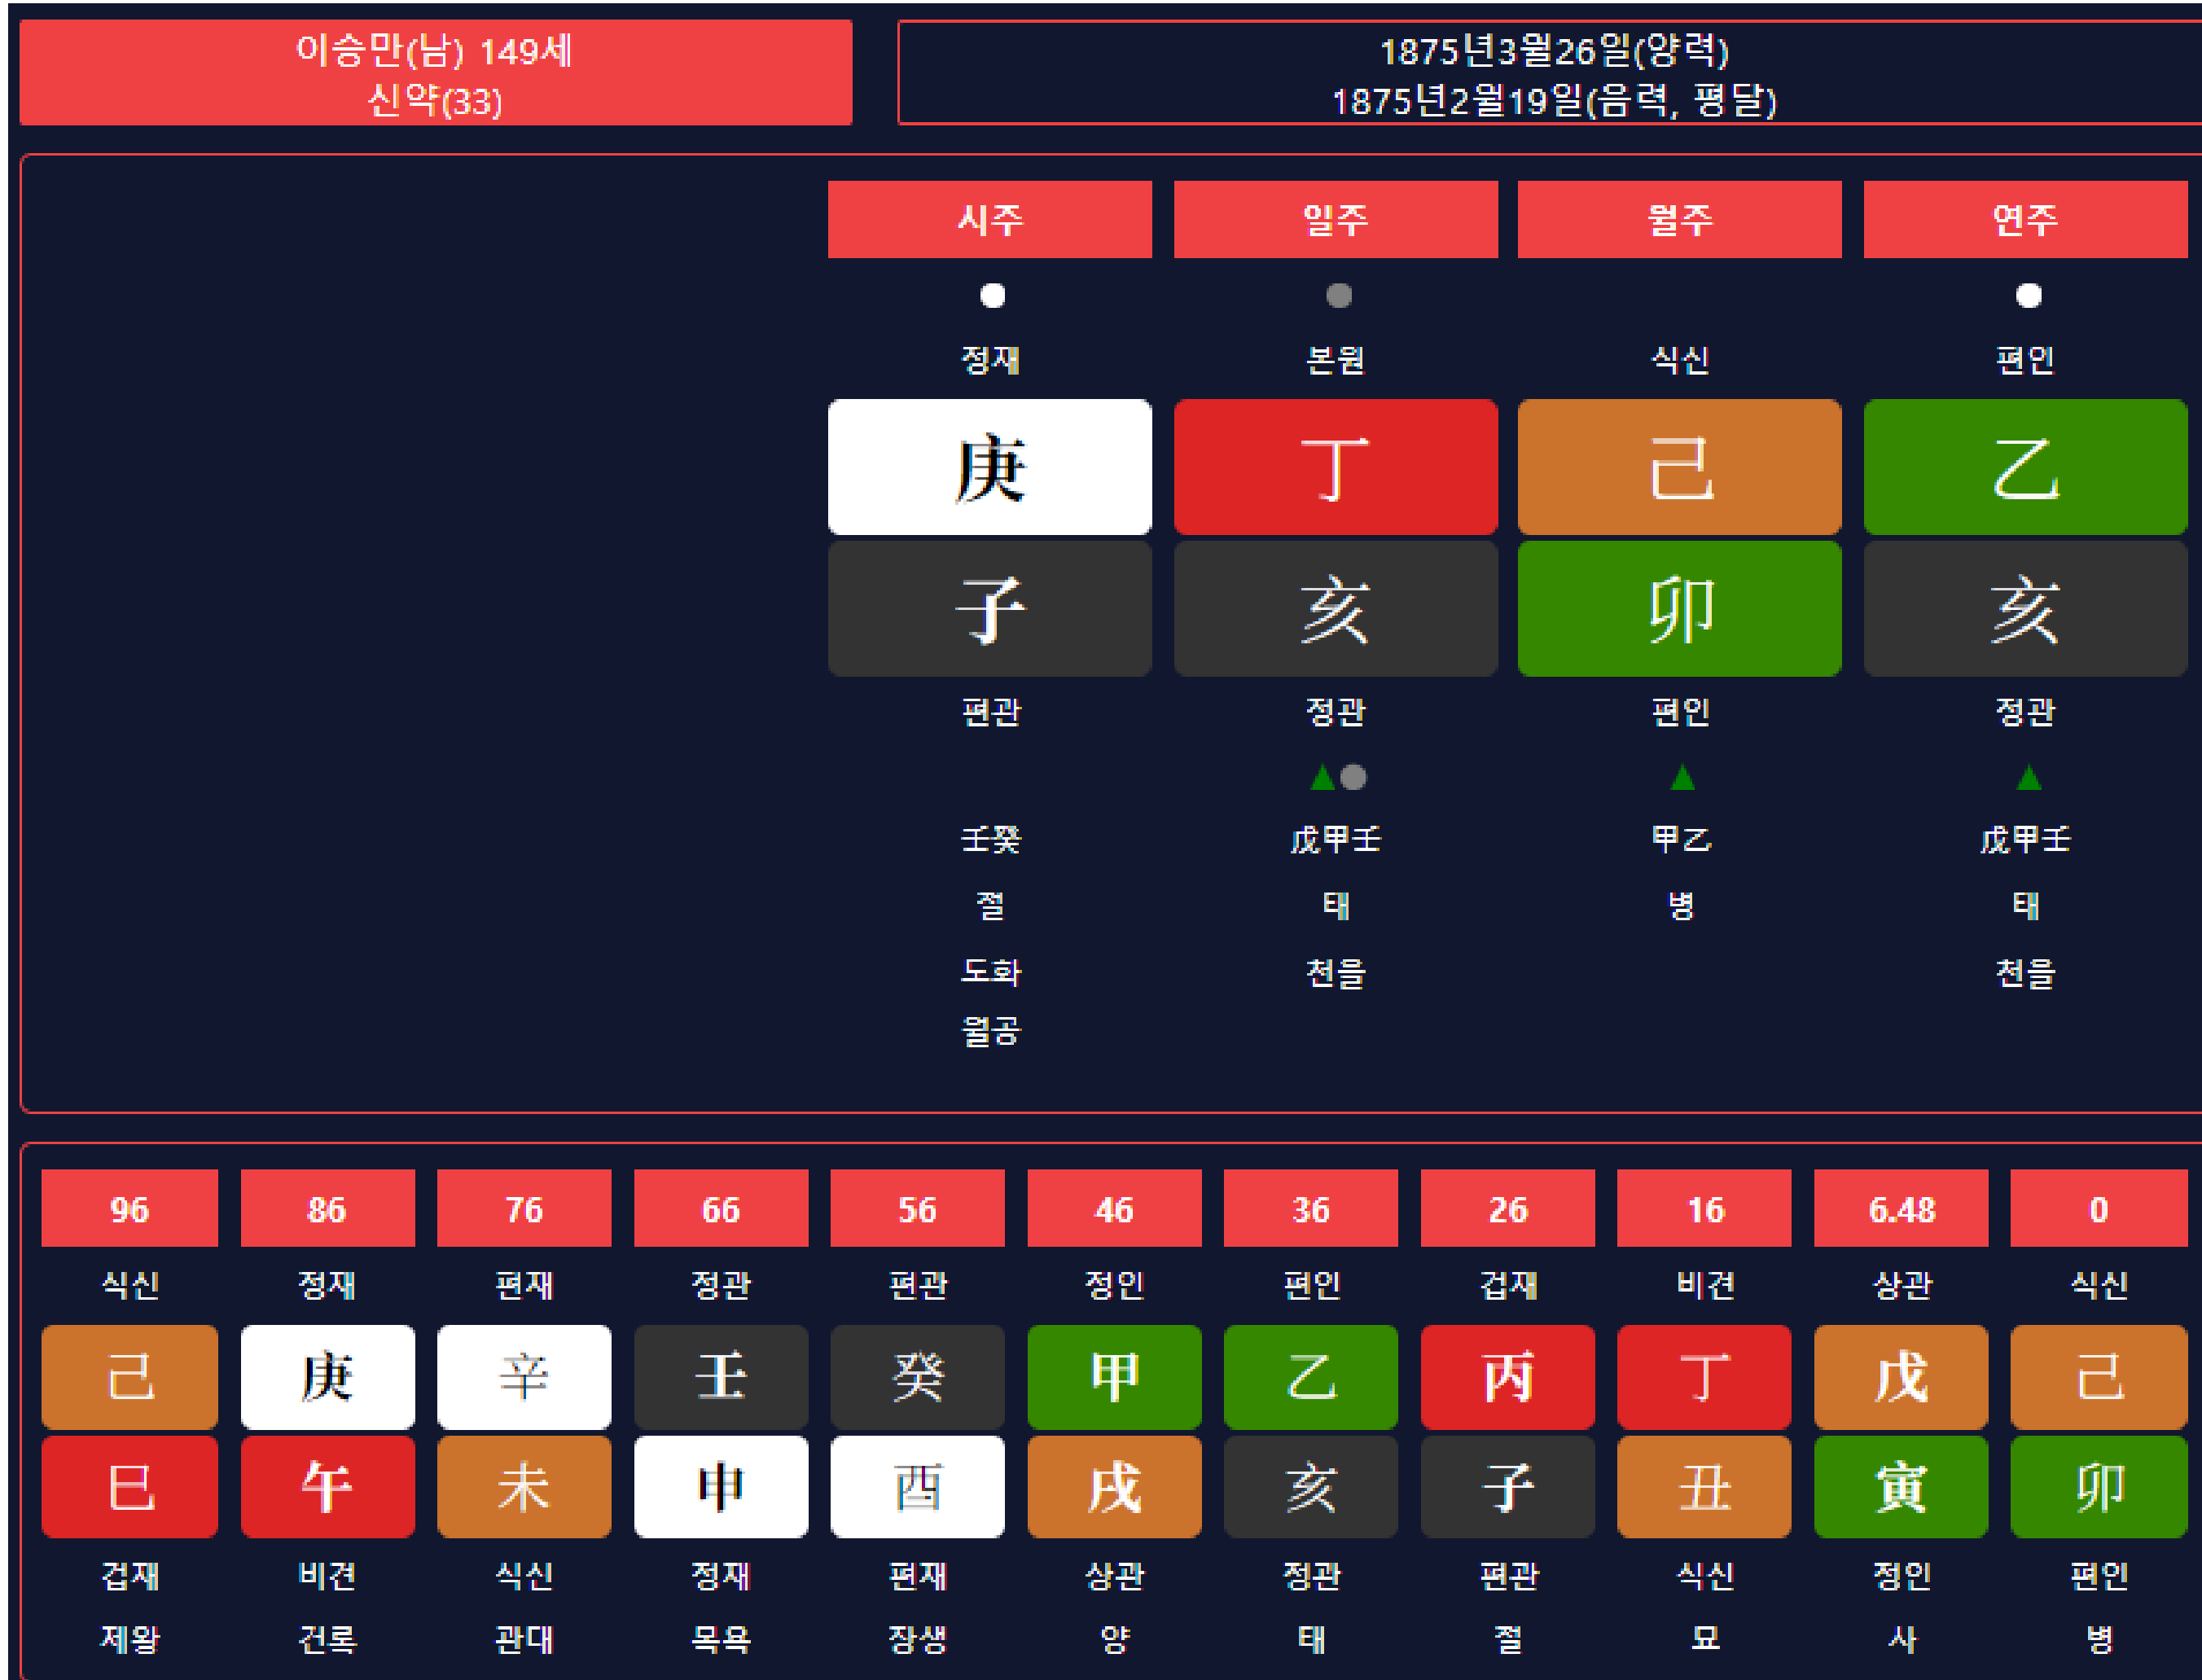 이승만(남) 149세
신약(33)
1875년3월26일(양력)
1875년2월19일(음력, 평달)
시주 일주 월주 연주
정재 본원 식신 편인
庚 丁 己 乙
子 亥 卯 亥
편관 정관 편인 정관
壬癸 戊甲壬 甲乙 戊甲壬
절 태 병 태
도화 천을 천을
월공
96 86 76 66 56 46 36 26 16 6.48 0
식신 정재 편재 정관 편관 정인 편인 겁재 비견 상관 식신
己 庚 辛 壬 癸 甲 乙 丙 丁 戊 己
巳 午 未 申 酉 戌 亥 子 丑 寅 卯
겁재 비견 식신 정재 편재 상관 정관 편관 식신 정인 편인
제왕 건록 관대 목욕 장생 양 태 절 묘 사 병